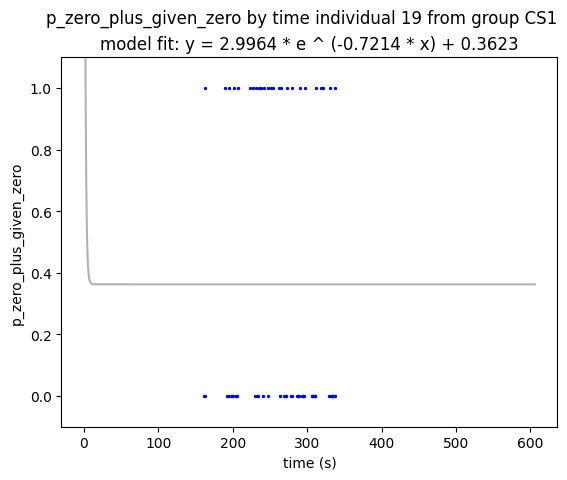 p_zero_plus_given_zero by time individual 19 from group CS1
model fit: y = 2.9964 * e ^ (-0.7214 * x) + 0.3623
1.0
0.8
0.6
0.4
0.2
0.0
p_zero_plus_given_zero
0 100 200 300 400 500 600
time (s)